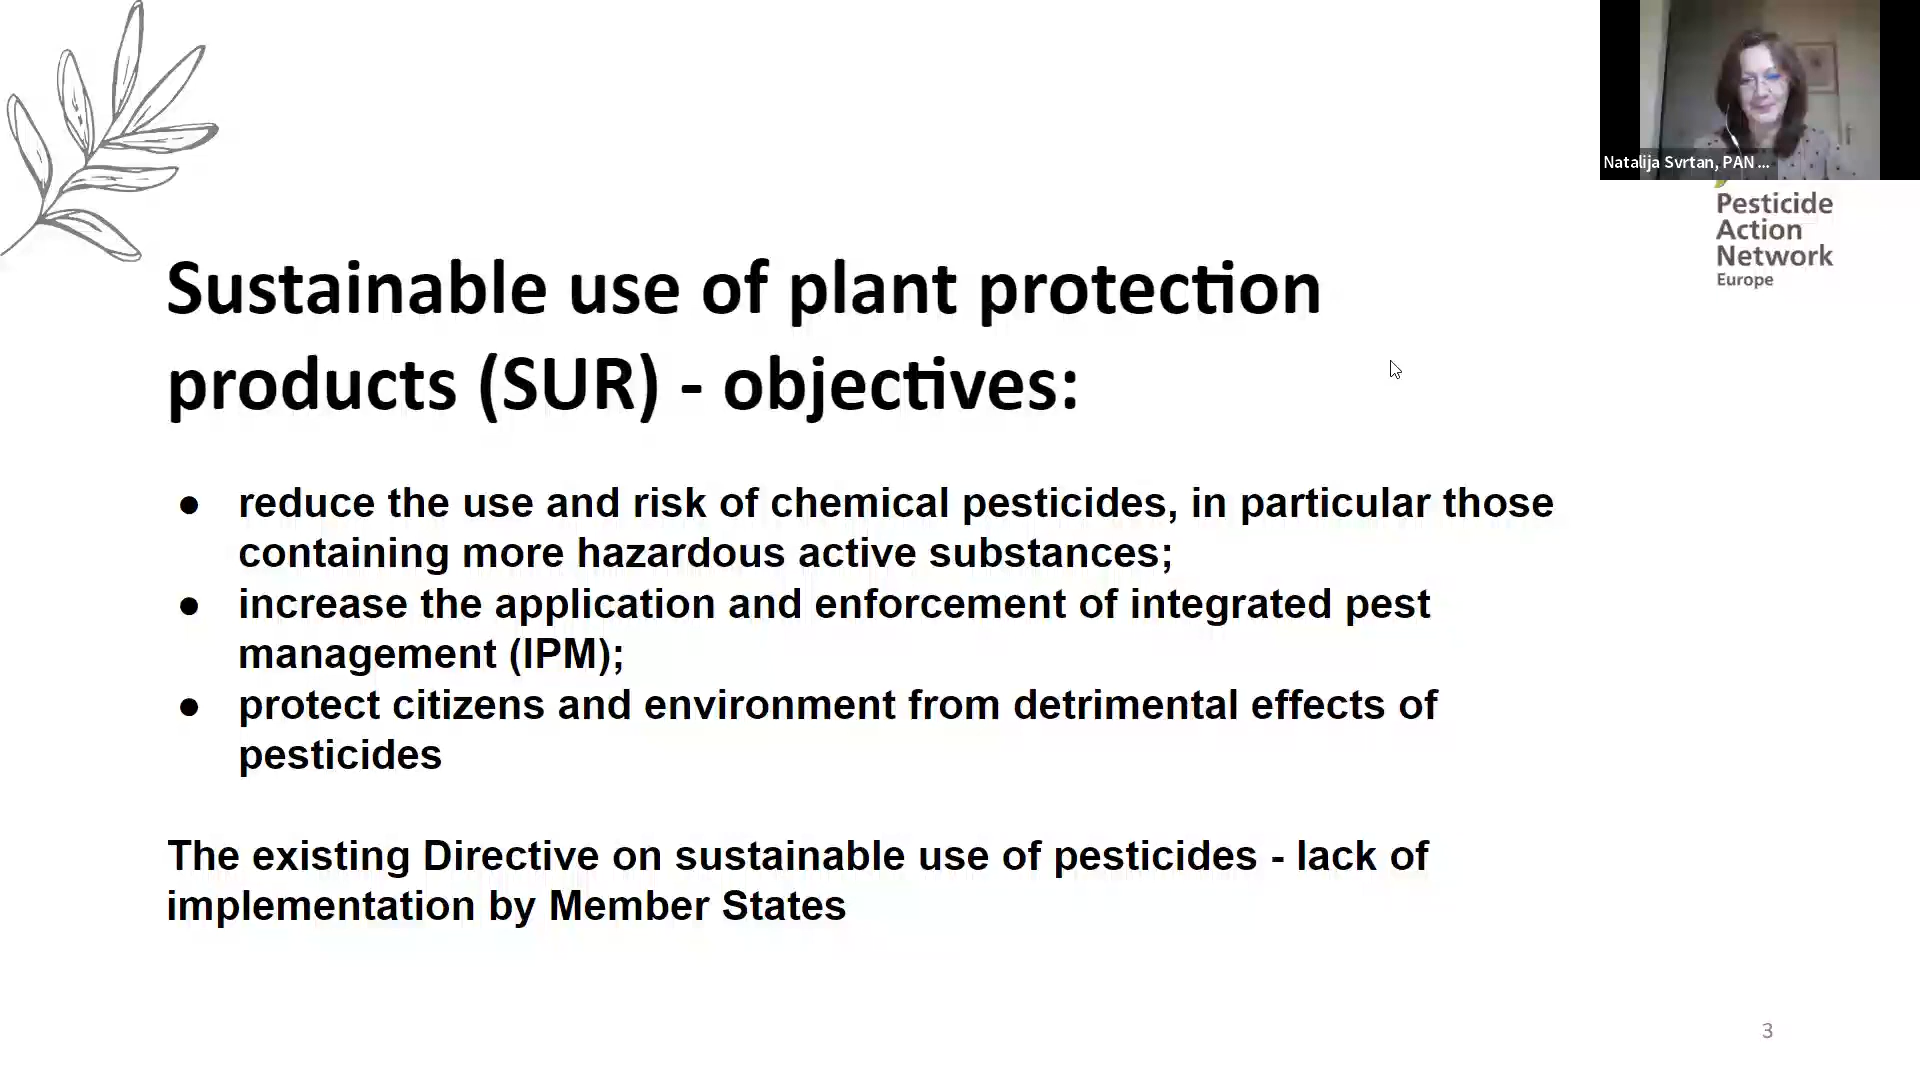 Natalija Svrtan, PAN ...
Pesticide
Action
Network
Europe
Sustainable use of plant protection
products (SUR) - objectives:
● reduce the use and risk of chemical pesticides, in particular those
containing more hazardous active substances;
● increase the application and enforcement of integrated pest
management (IPM);
● protect citizens and environment from detrimental effects of
pesticides
The existing Directive on sustainable use of pesticides - lack of
implementation by Member States
3